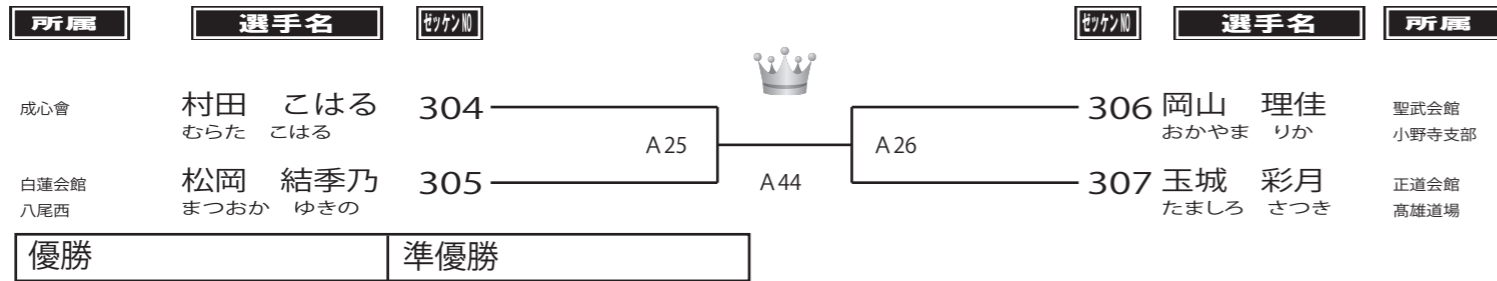 所属 選手名 ゼッケンNO ゼッケンNO 選手名 所属
成心會 村田 こはる 304 306 岡山 理佳 聖武会館
むらた こはる おかやま りか 小野寺支部
A25 A26
A44
白蓮会館 松岡 結季乃 305 307 玉城 彩月 正道会館
八尾西 まつおか ゆきの たましろ さつき 髙雄道場
優勝 準優勝